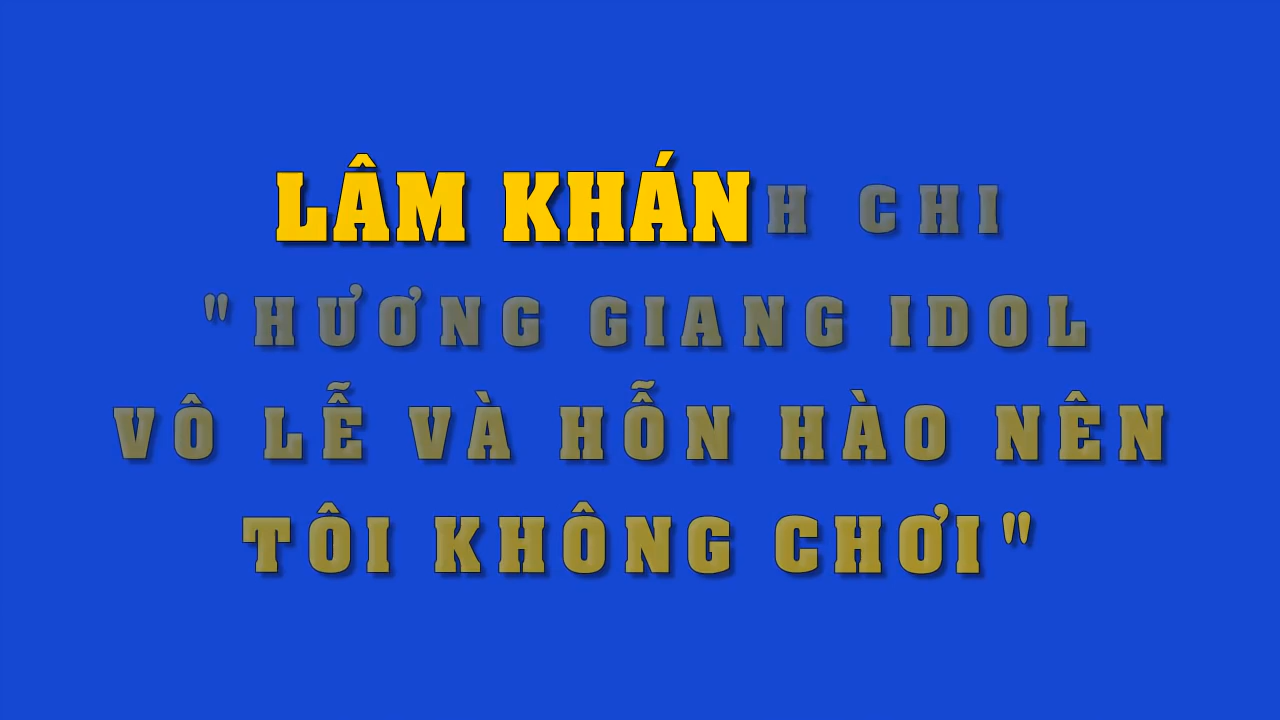 LÂM KHÁNH CHI
"HƯƠNG GIANG IDOL
VÔ LỄ VÀ HỖN HÀO NÊN
TÔI KHÔNG CHƠI"